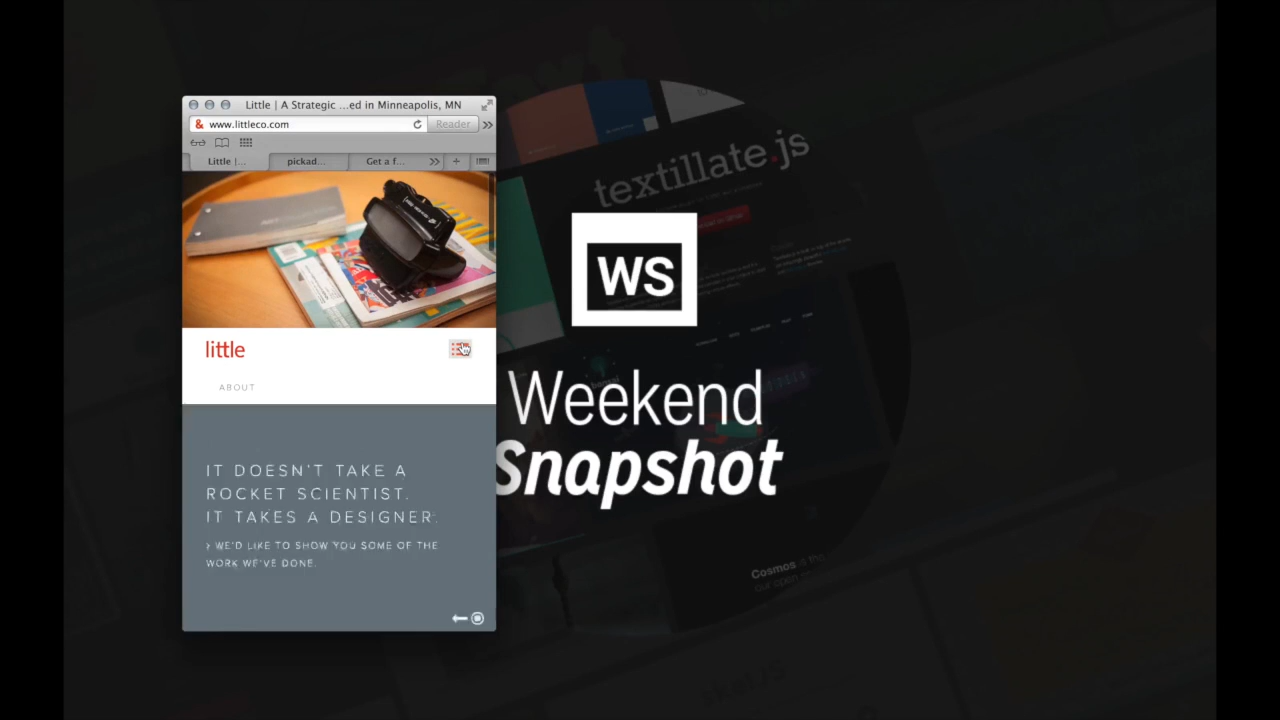 Little | A Strategic ...ed in Minneapolis, MN
& www.littleco.com
Reader
Little |...
pickad...
Get a f...
little
ABOUT
IT DOESN'T TAKE A
ROCKET SCIENTIST.
IT TAKES A DESIGNER.
› WE'D LIKE TO SHOW YOU SOME OF THE
WORK WE'VE DONE.
textillate.js
WS
Weekend
Snapshot
Cosmos
our open